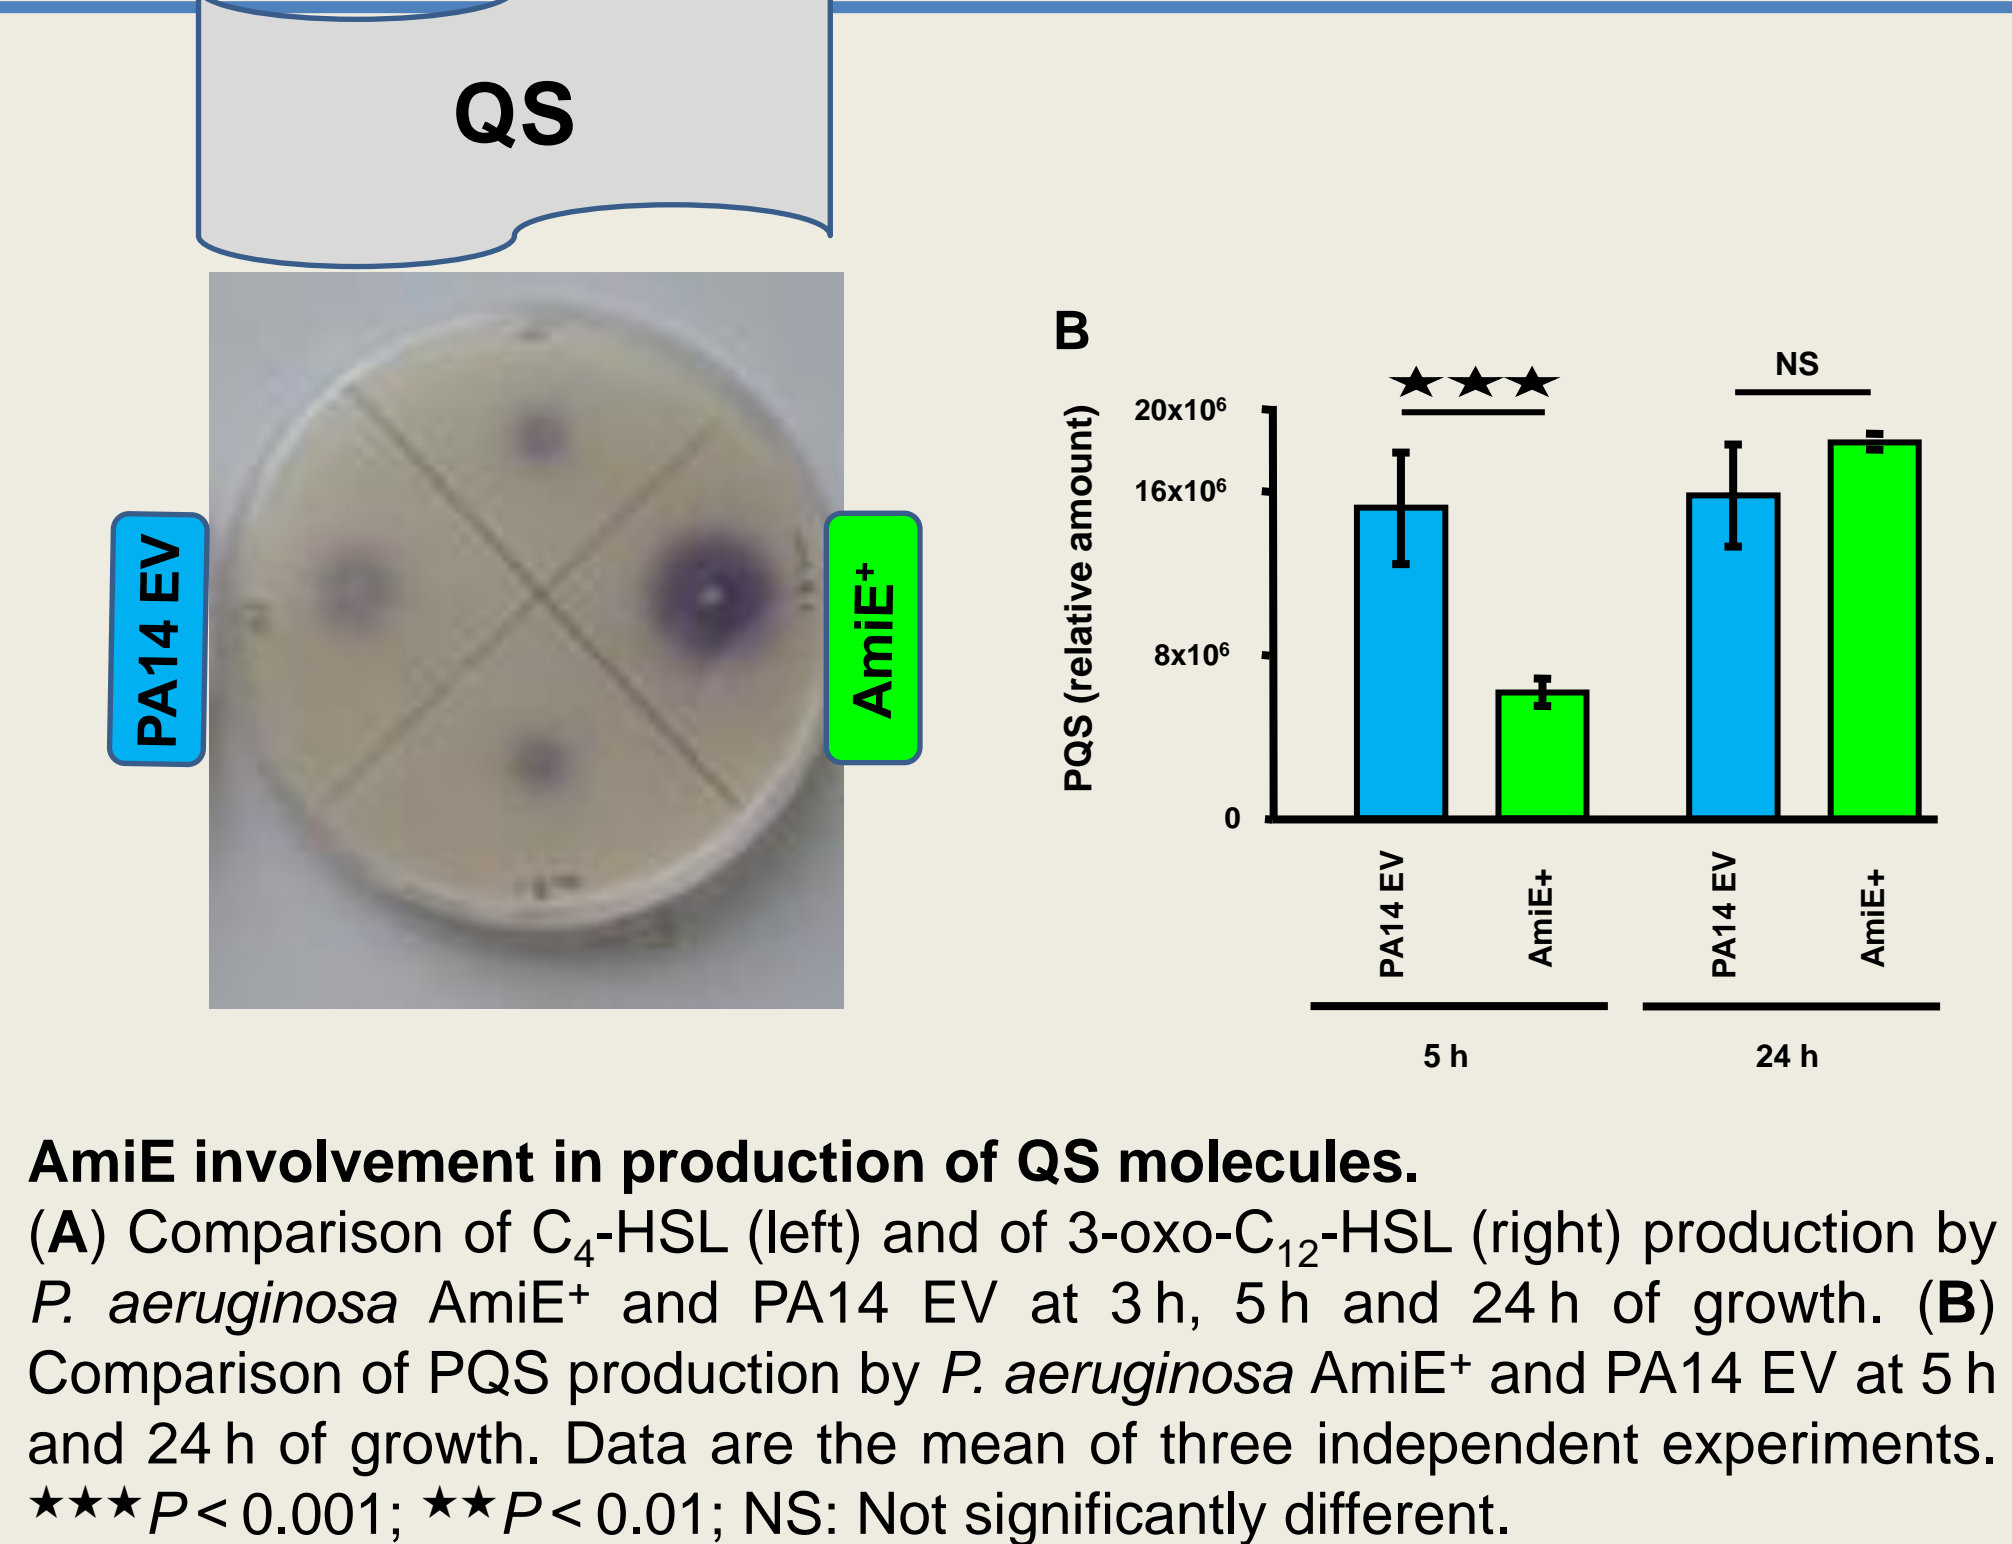 QS
PA14 EV
AmiE⁺
B
PQS (relative amount)
20x10⁶
16x10⁶
8x10⁶
0
NS
PA14 EV
AmiE+
PA14 EV
AmiE+
5 h
24 h
AmiE involvement in production of QS molecules.
(A) Comparison of C₄-HSL (left) and of 3-oxo-C₁₂-HSL (right) production by
P. aeruginosa AmiE⁺ and PA14 EV at 3 h, 5 h and 24 h of growth. (B)
Comparison of PQS production by P. aeruginosa AmiE⁺ and PA14 EV at 5 h
and 24 h of growth. Data are the mean of three independent experiments.
★★★P < 0.001; ★★P < 0.01; NS: Not significantly different.